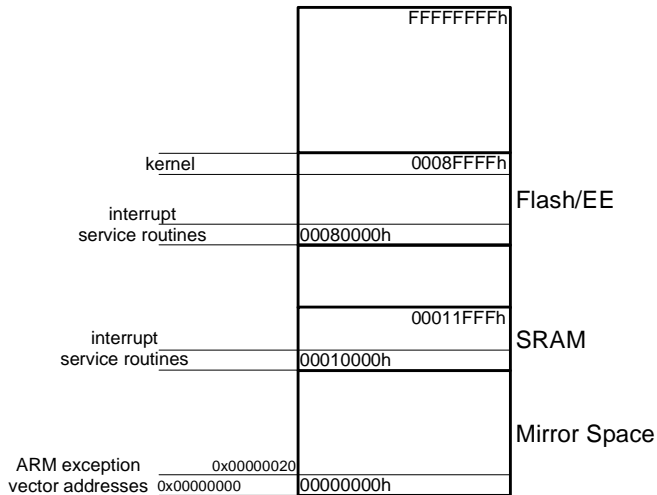 FFFFFFFFh
kernel
0008FFFFh
Flash/EE
interrupt
service routines
00080000h
00011FFFh
SRAM
interrupt
service routines
00010000h
Mirror Space
ARM exception
0x00000020
vector addresses
0x00000000
00000000h